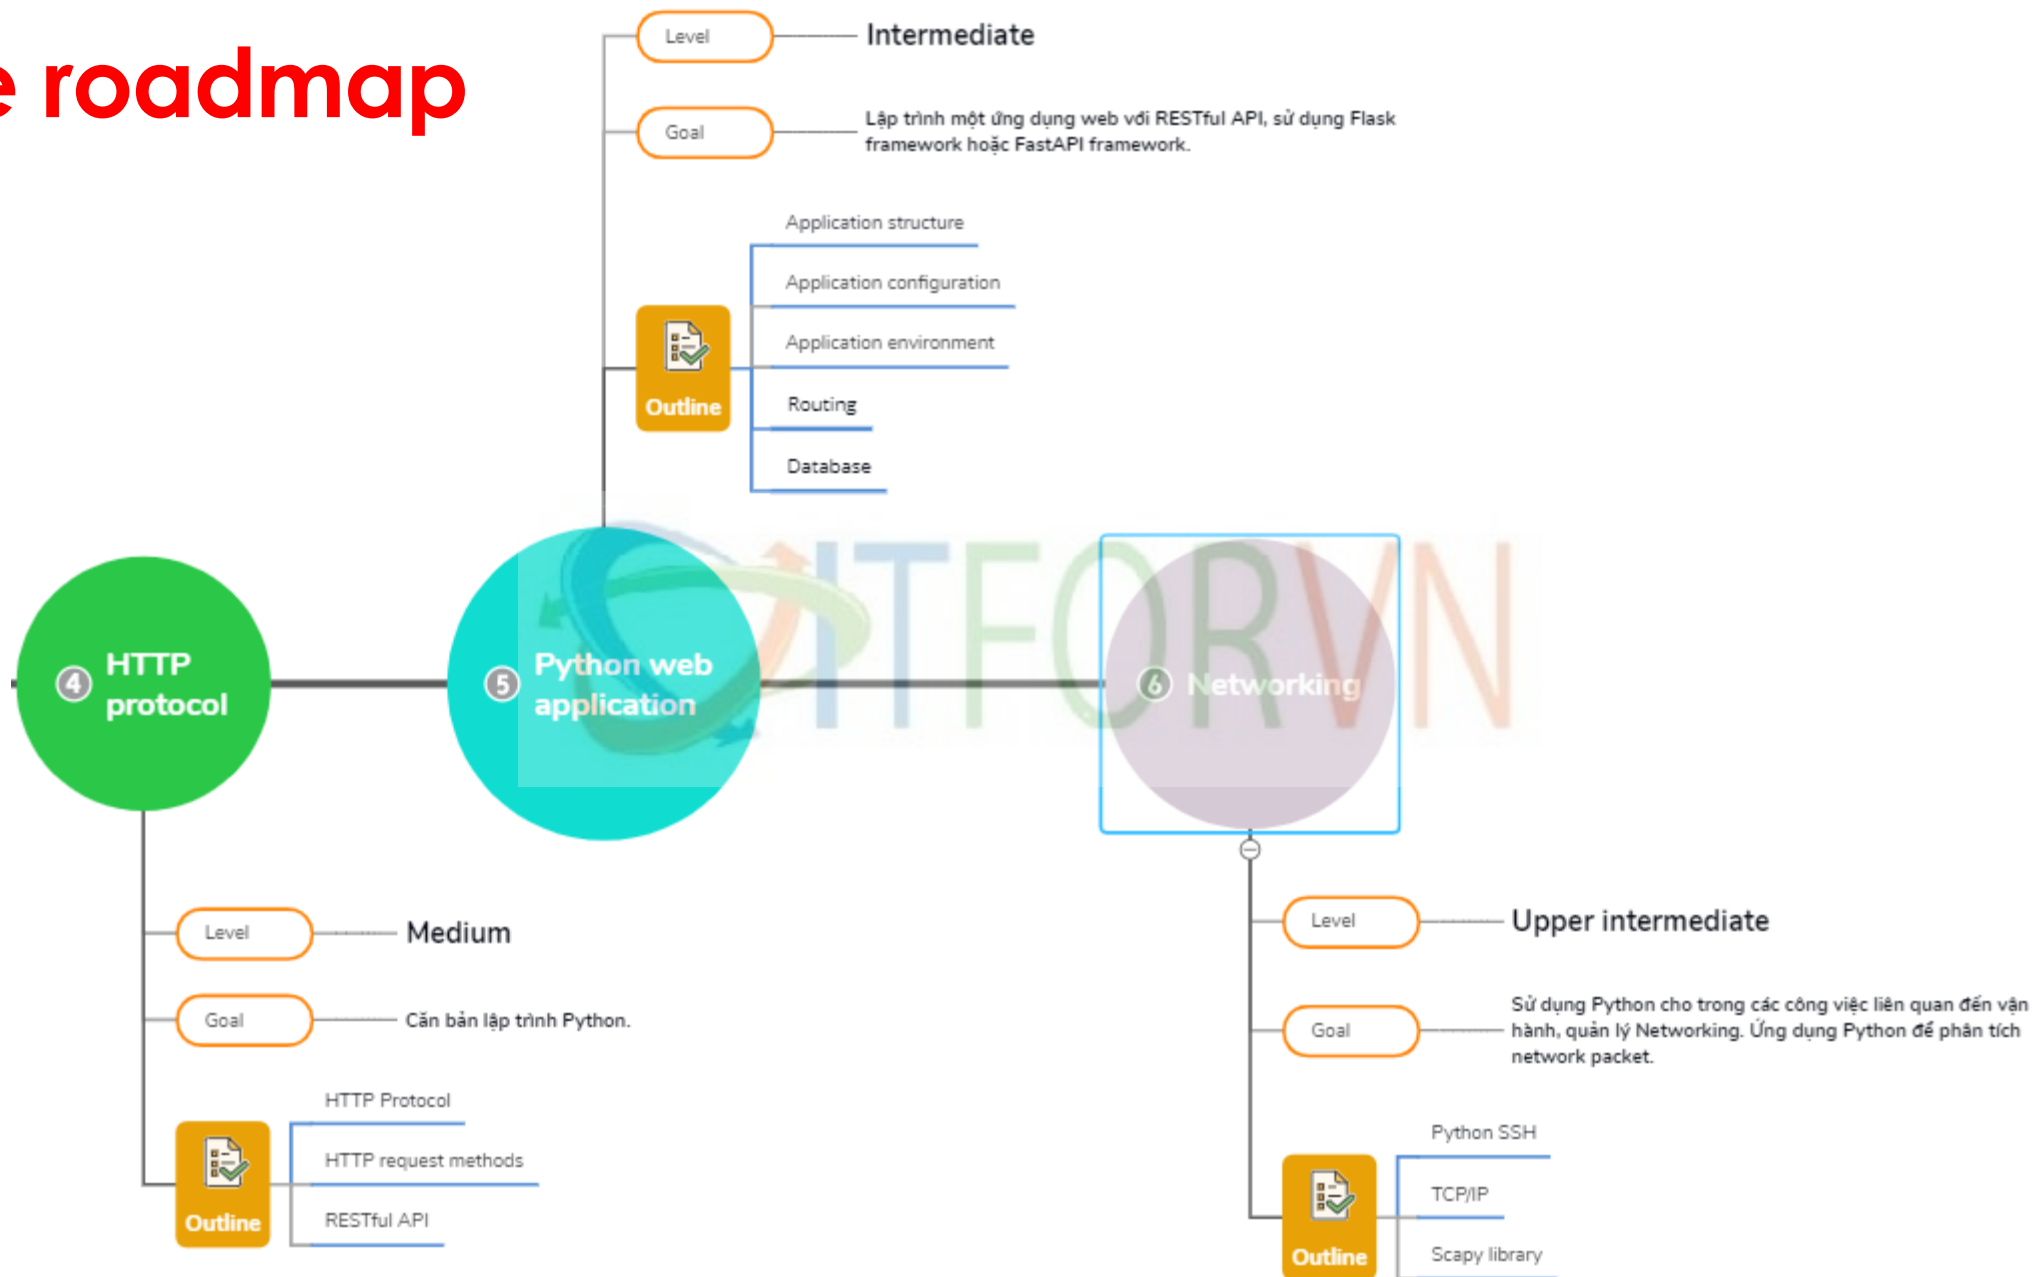 e roadmap
Level
Intermediate
Goal
Lập trình một ứng dụng web với RESTful API, sử dụng Flask
framework hoặc FastAPI framework.
Outline
Application structure
Application configuration
Application environment
Routing
Database
4
HTTP
protocol
5
Python web
application
6
Networking
ITFORVN
Level
Medium
Goal
Căn bản lập trình Python.
Outline
HTTP Protocol
HTTP request methods
RESTful API
Level
Upper intermediate
Goal
Sử dụng Python cho trong các công việc liên quan đến vận
hành, quản lý Networking. Ứng dụng Python để phân tích
network packet.
Outline
Python SSH
TCP/IP
Scapy library